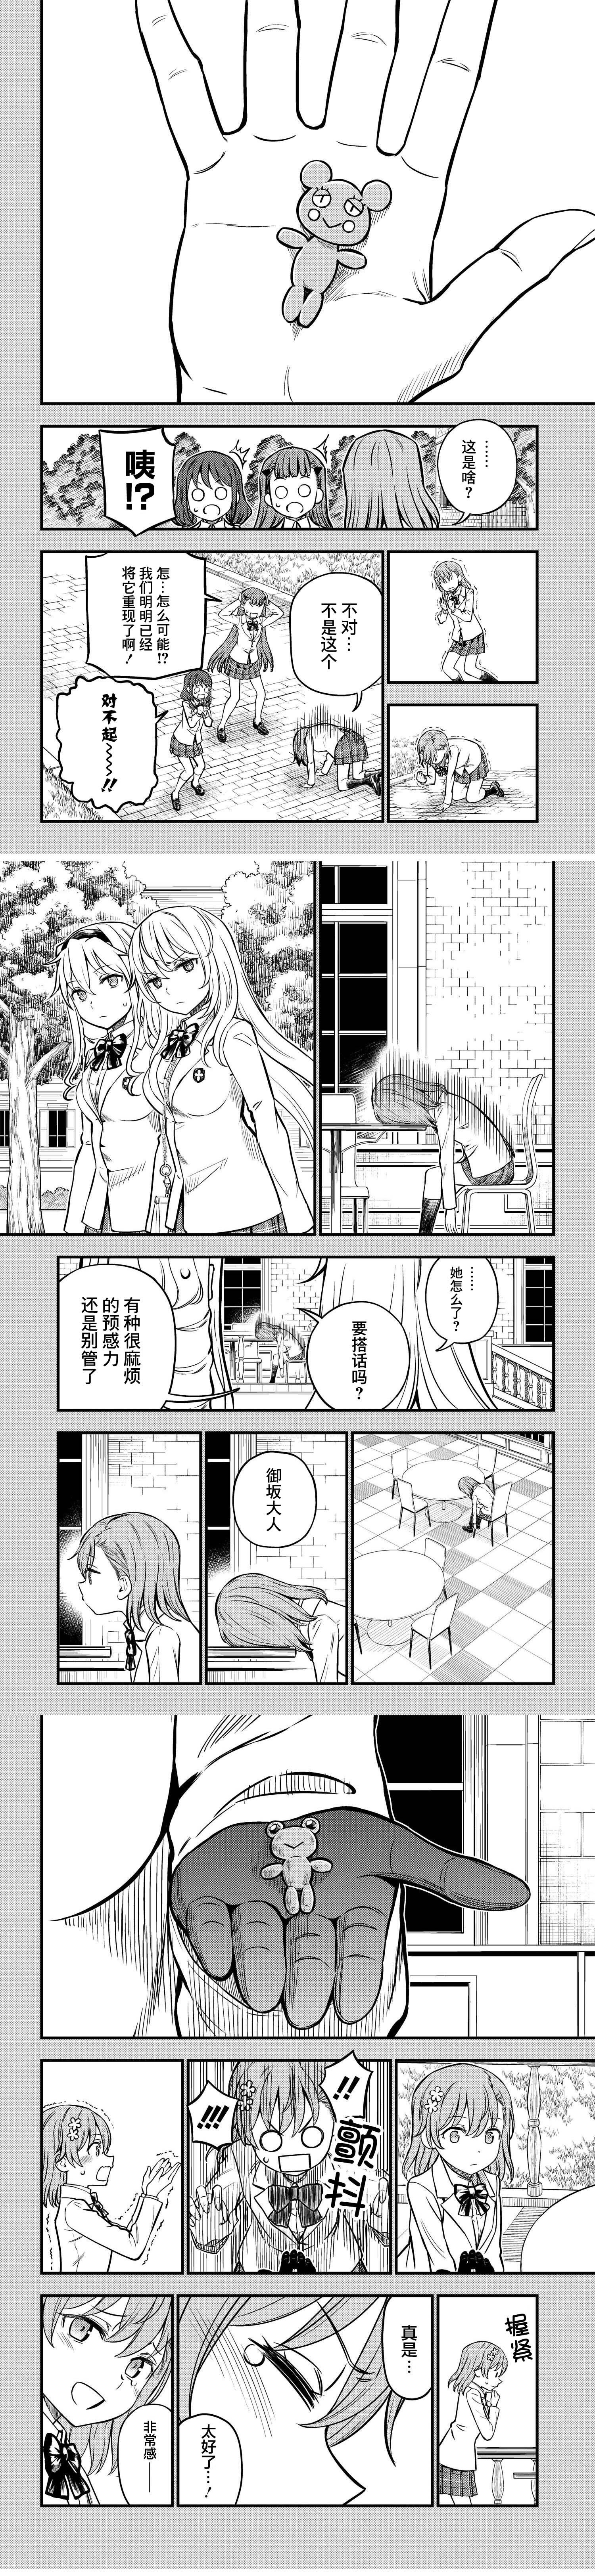 ……
这是啥?
咦!?
不对…
不是这个
怎…怎么可能!?
我们明明已经
将它重现了啊!
对不起~~~!!
……
她怎么了?
要搭话吗?
有种很麻烦
的预感力
还是别管了
御坂大人
!!
颤抖
!!!
握紧
真是…
太好了…!
非常感——